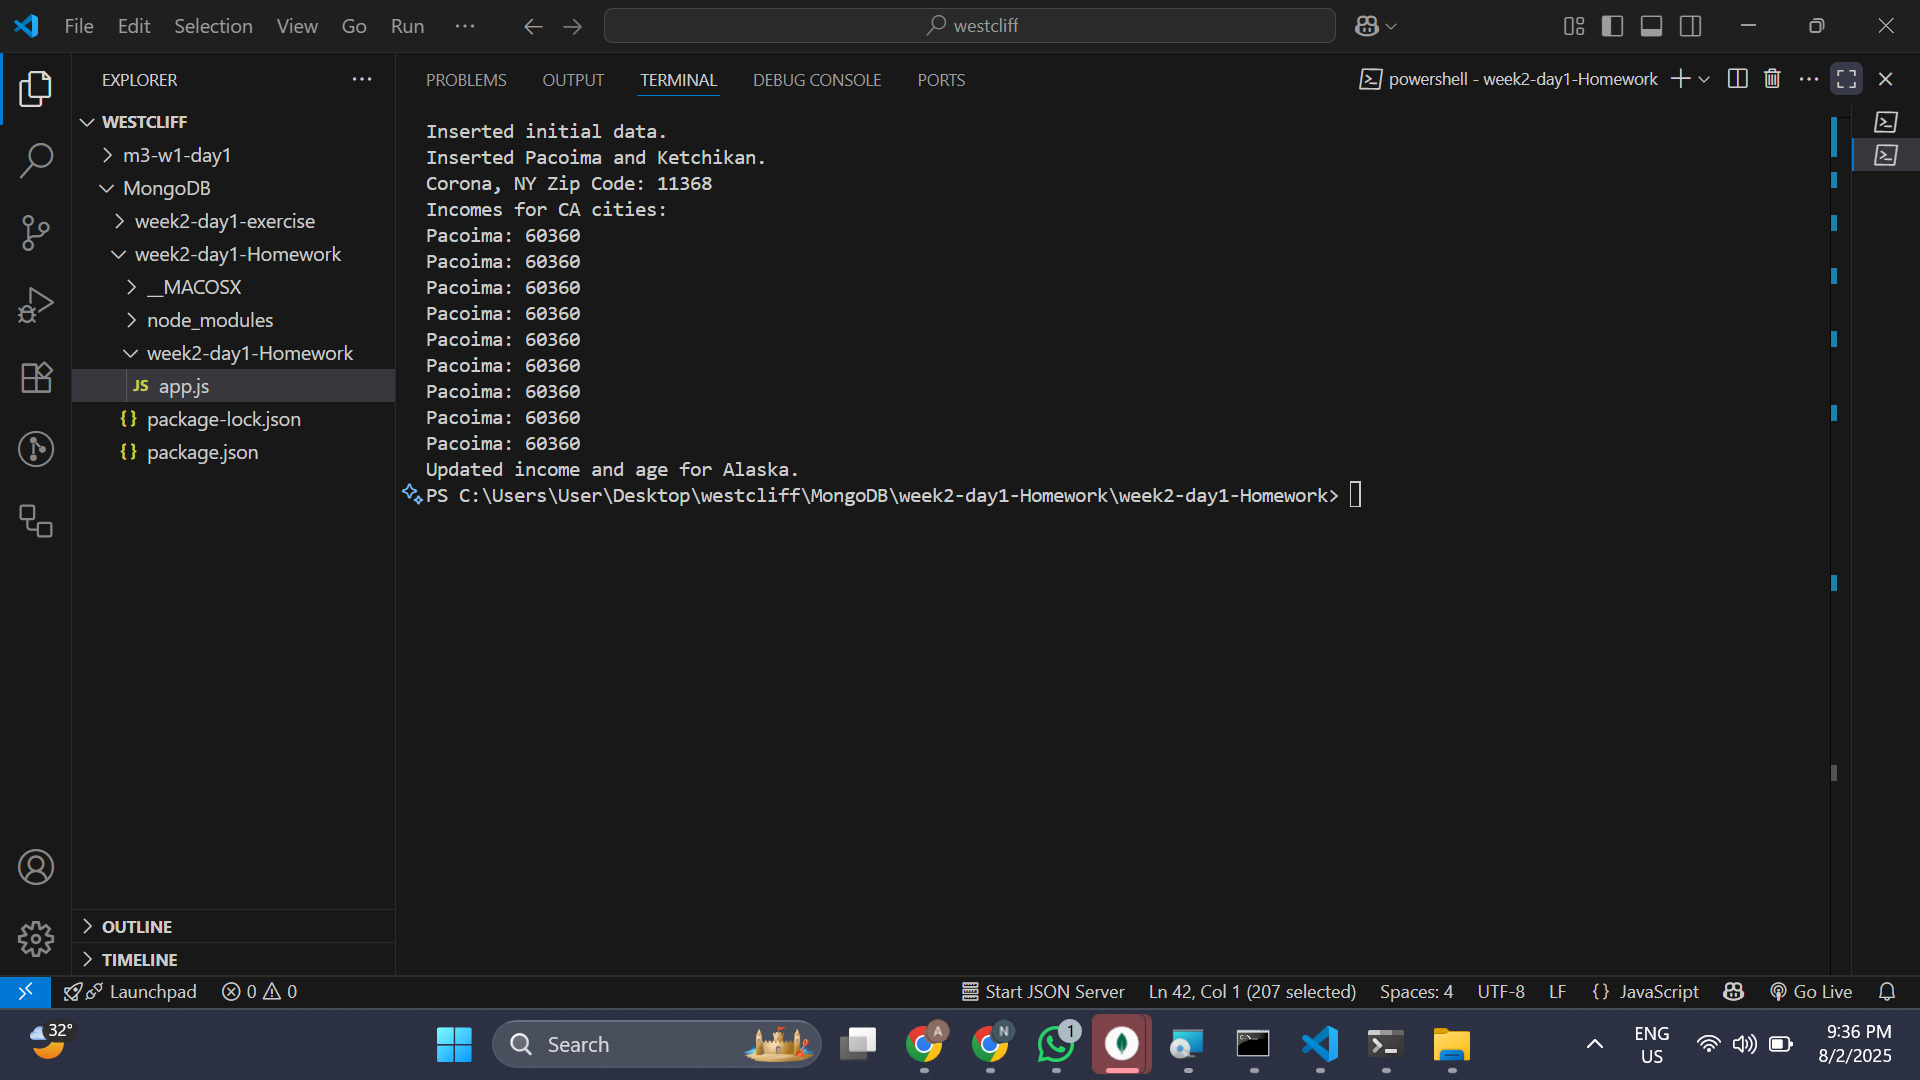 File Edit Selection View Go Run ...
westcliff
EXPLORER
WESTCLIFF
m3-w1-day1
MongoDB
week2-day1-exercise
week2-day1-Homework
__MACOSX
node_modules
week2-day1-Homework
JS app.js
{} package-lock.json
{} package.json
OUTLINE
TIMELINE
PROBLEMS OUTPUT TERMINAL DEBUG CONSOLE PORTS
powershell - week2-day1-Homework
Inserted initial data.
Inserted Pacoima and Ketchikan.
Corona, NY Zip Code: 11368
Incomes for CA cities:
Pacoima: 60360
Pacoima: 60360
Pacoima: 60360
Pacoima: 60360
Pacoima: 60360
Pacoima: 60360
Pacoima: 60360
Pacoima: 60360
Pacoima: 60360
Updated income and age for Alaska.
PS C:\Users\User\Desktop\westcliff\MongoDB\week2-day1-Homework\week2-day1-Homework>
Launchpad 0 0 Start JSON Server Ln 42, Col 1 (207 selected) Spaces: 4 UTF-8 LF {} JavaScript Go Live
32°
Search
A
N
1
ENG
US
9:36 PM
8/2/2025